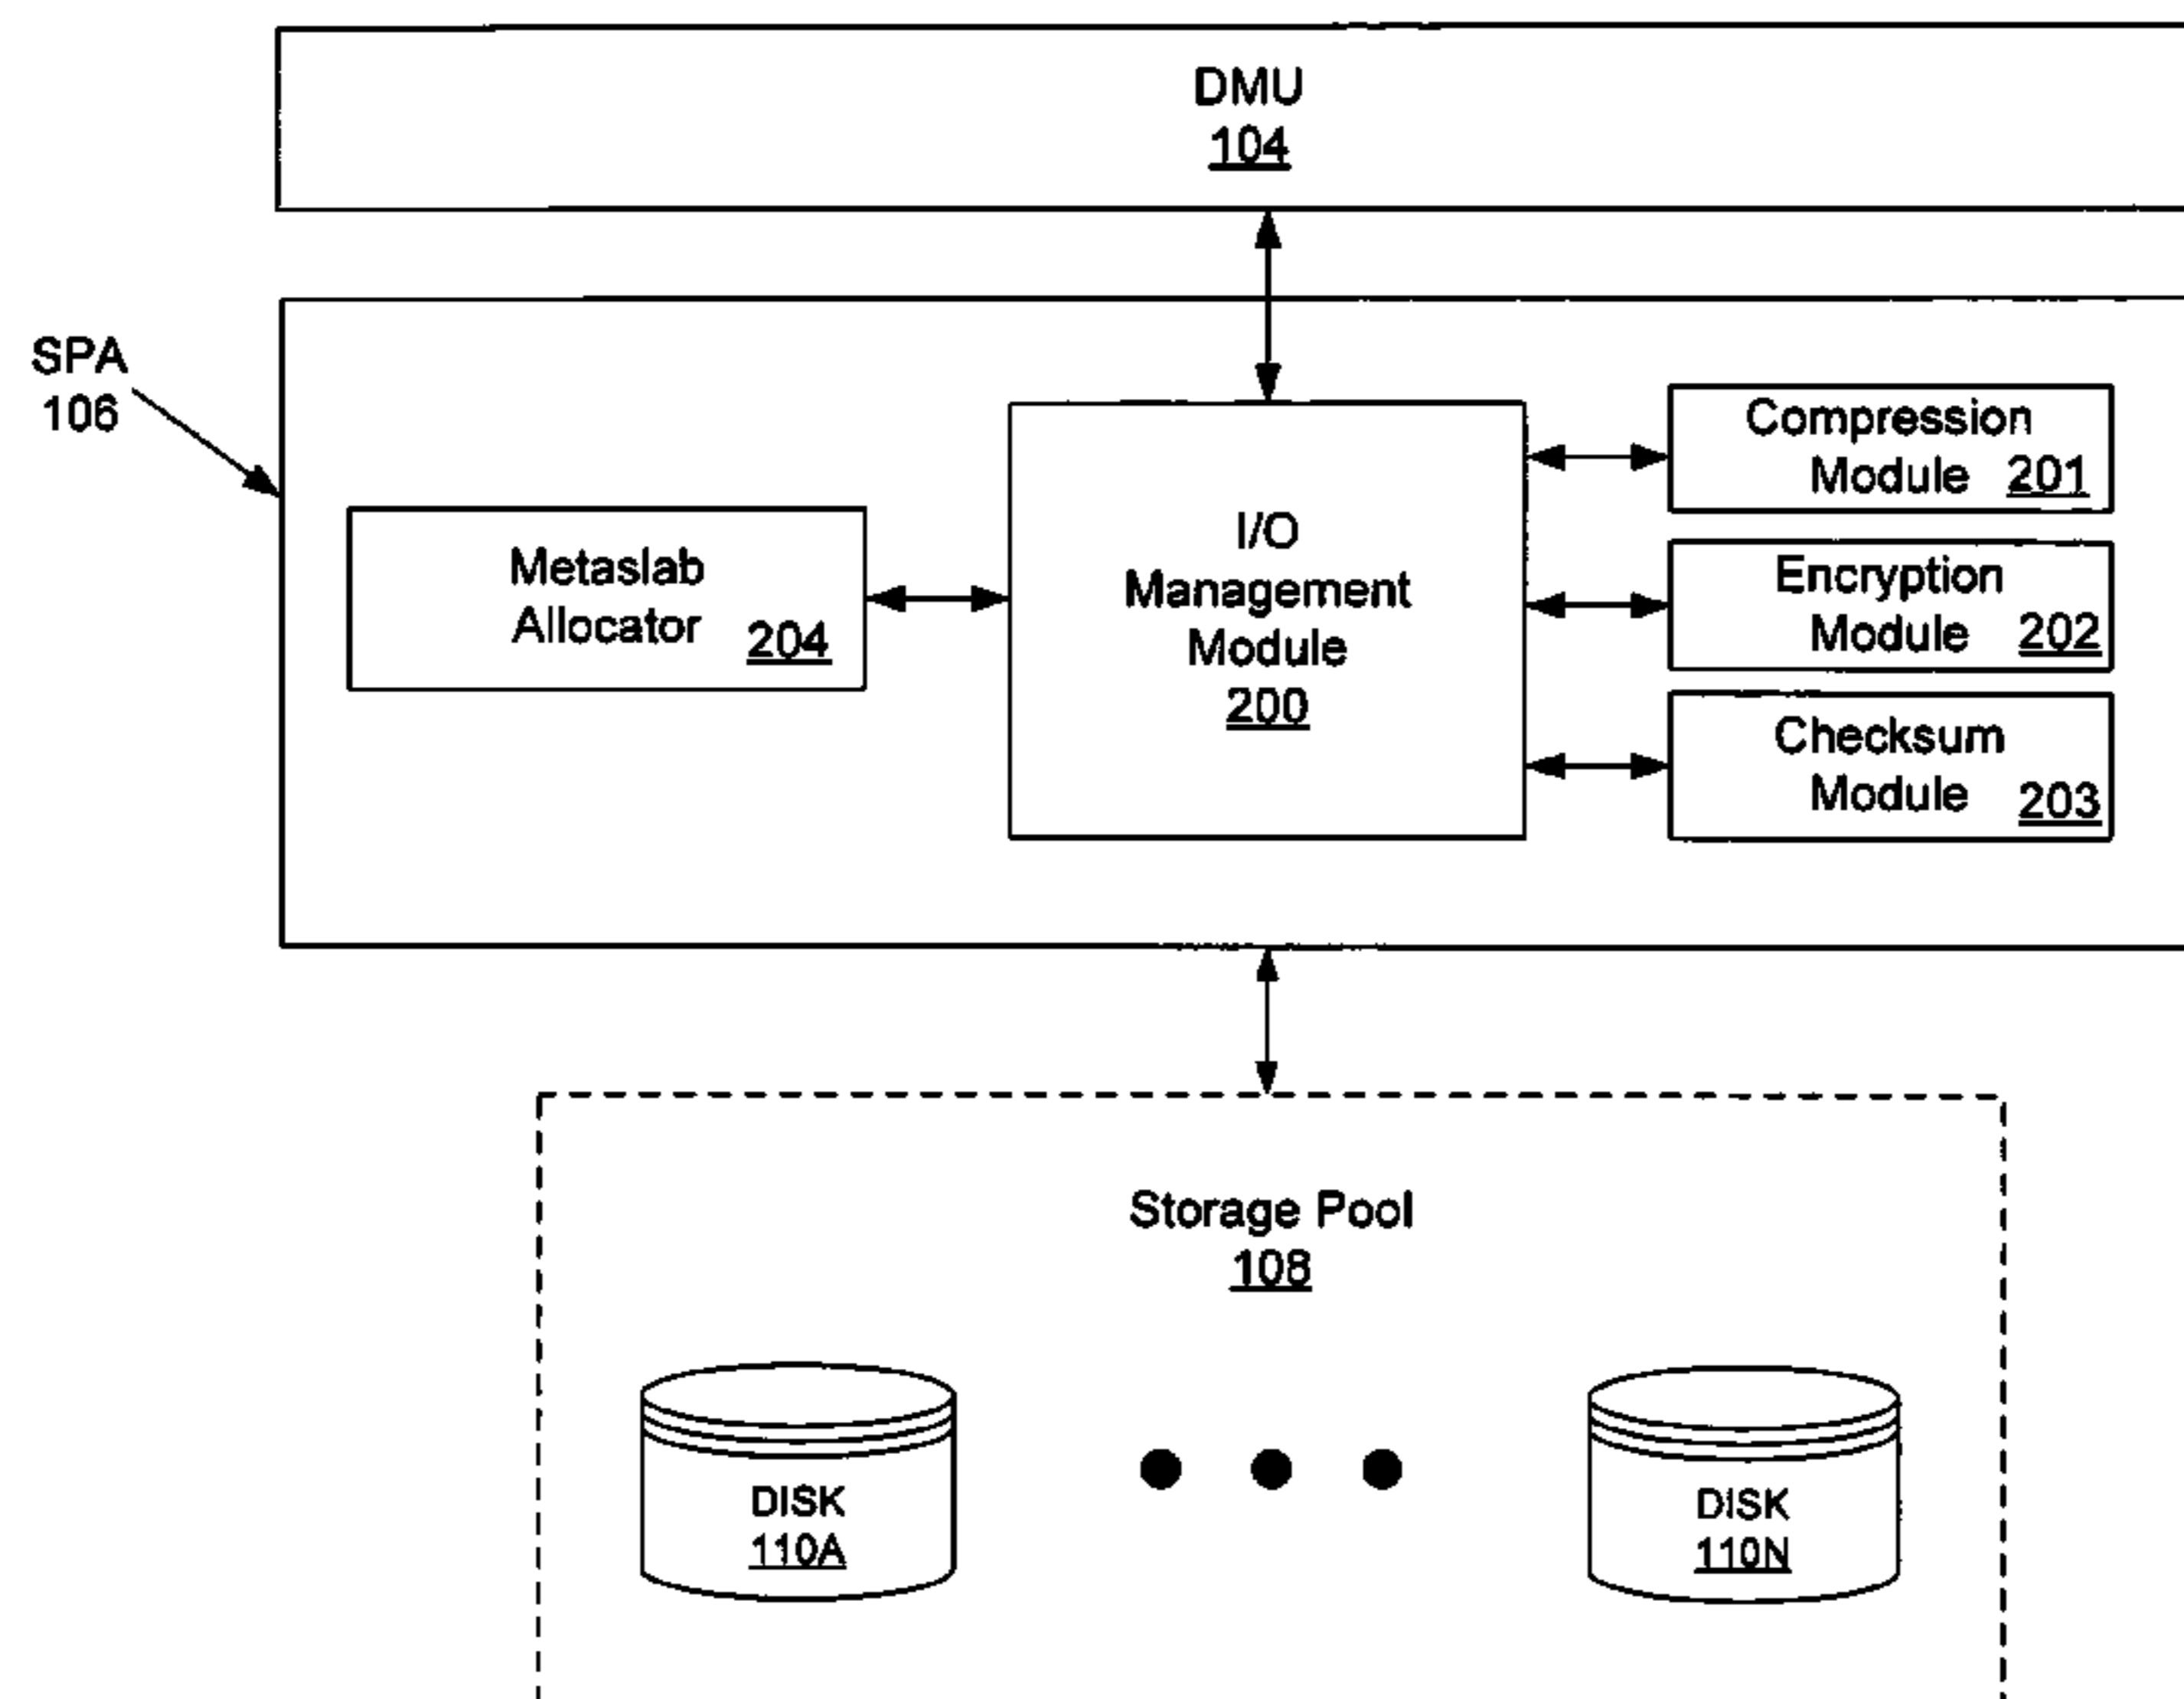 DMU
104
SPA
106
Compression
Module 201
I/O
Management
Module
200
Metaslab
Allocator 204
Encryption
Module 202
Checksum
Module 203
Storage Pool
108
DISK
110A
DISK
110N